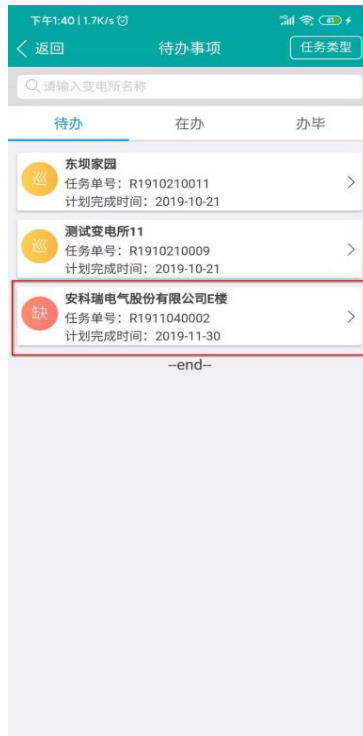 下午1:40 | 1.7K/s
41
返回
待办事项
任务类型
请输入变电所名称
待办
在办
办毕
巡
东坝家园
任务单号：R1910210011
计划完成时间：2019-10-21
巡
测试变电所11
任务单号：R1910210009
计划完成时间：2019-10-21
缺
安科瑞电气股份有限公司E楼
任务单号：R1911040002
计划完成时间：2019-11-30
--end--